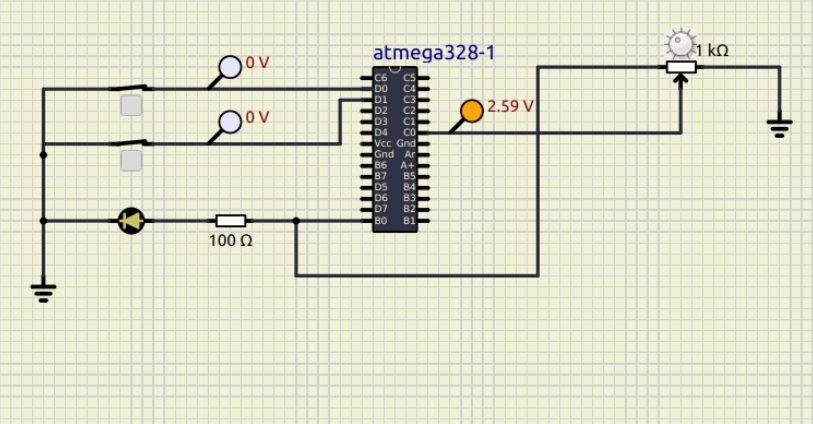 atmega328-1
1 kΩ
0 V
0 V
2.59 V
C6 C5
D0 C4
D1 C3
D2 C2
D3 C1
D4 C0
Vcc Gnd
Gnd Ar
B6 A+
B7 B5
D5 B4
D6 B3
D7 B2
B0 B1
100 Ω